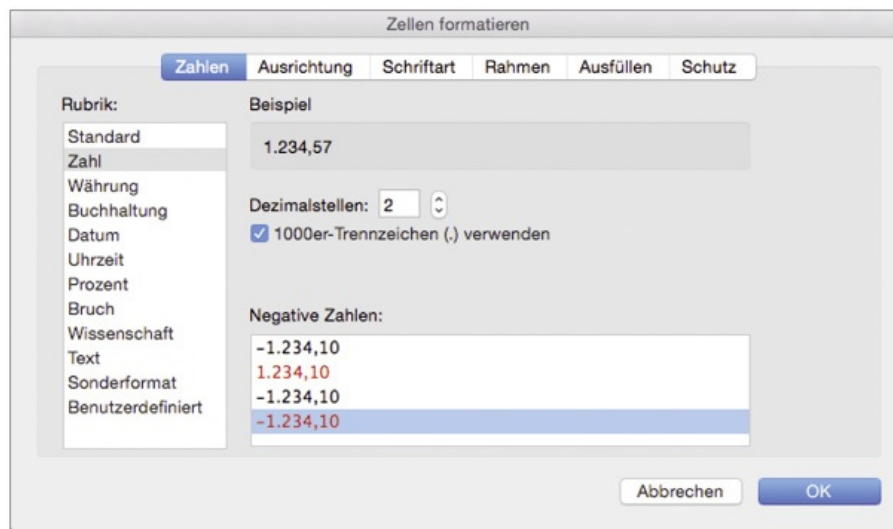 Zellen formatieren
Zahlen Ausrichtung Schriftart Rahmen Ausfüllen Schutz
Rubrik:
Standard
Zahl
Währung
Buchhaltung
Datum
Uhrzeit
Prozent
Bruch
Wissenschaft
Text
Sonderformat
Benutzerdefiniert
Beispiel
1.234,57
Dezimalstellen: 2
1000er-Trennzeichen (.) verwenden
Negative Zahlen:
-1.234,10
1.234,10
-1.234,10
-1.234,10
Abbrechen OK